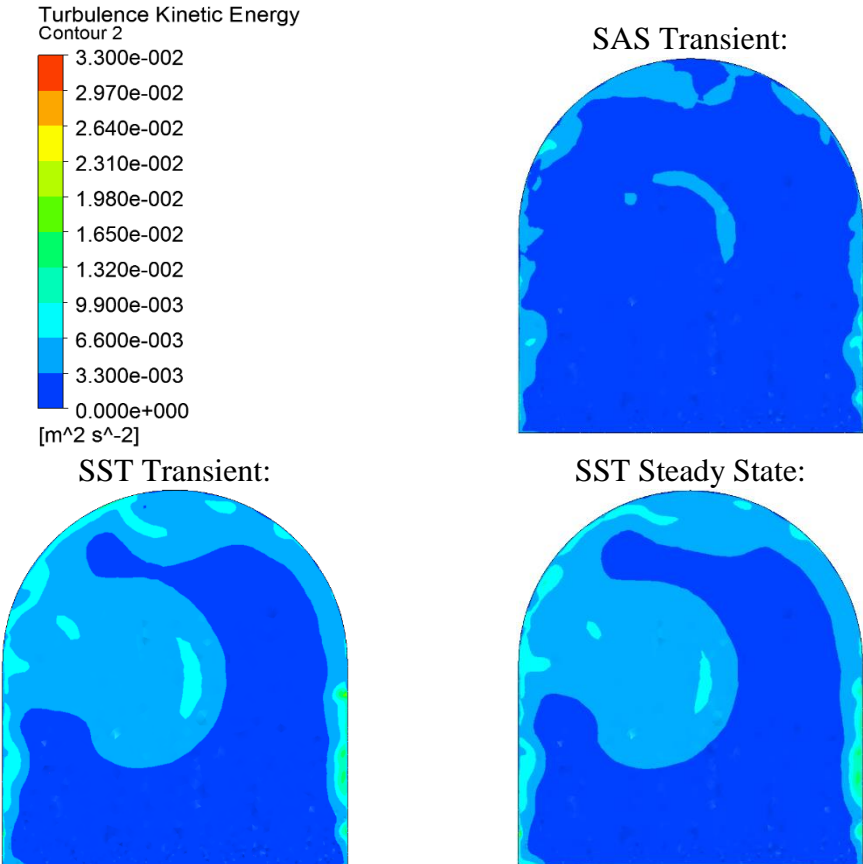 Turbulence Kinetic Energy
Contour 2
3.300e-002
2.970e-002
2.640e-002
2.310e-002
1.980e-002
1.650e-002
1.320e-002
9.900e-003
6.600e-003
3.300e-003
0.000e+000
[m^2 s^-2]
SAS Transient:
SST Transient:
SST Steady State: